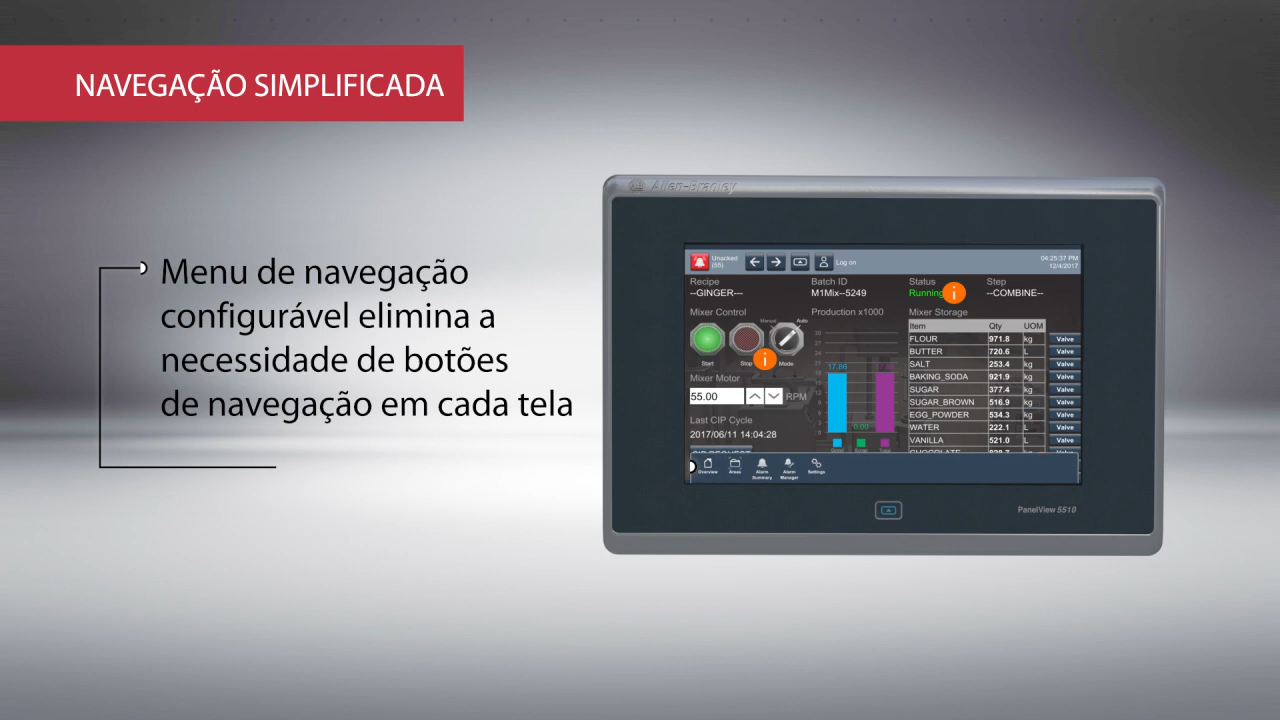 NAVEGAÇÃO SIMPLIFICADA
Menu de navegação
configurável elimina a
necessidade de botões
de navegação em cada tela
Allen-Bradley
Unacked
(55)
Log on
04:25:37 PM
12/4/2017
Recipe
--GINGER---
Batch ID
M1Mix--5249
Status
Running
Step
--COMBINE--
Mixer Control
Manual
Auto
Start
Stop
Mode
Production x1000
17.86
0.00
Mixer Storage
Item Qty UOM
FLOUR 971.8 kg Valve
BUTTER 720.6 L Valve
SALT 253.4 kg Valve
BAKING_SODA 921.9 kg Valve
SUGAR 377.4 kg Valve
SUGAR_BROWN 516.9 kg Valve
EGG_POWDER 534.3 kg Valve
WATER 222.1 L Valve
VANILLA 521.0 L Valve
Mixer Motor
55.00 RPM
Last CIP Cycle
2017/06/11 14:04:28
Overview
Areas
Alarm
Summary
Alarm
Manager
Settings
PanelView 5510